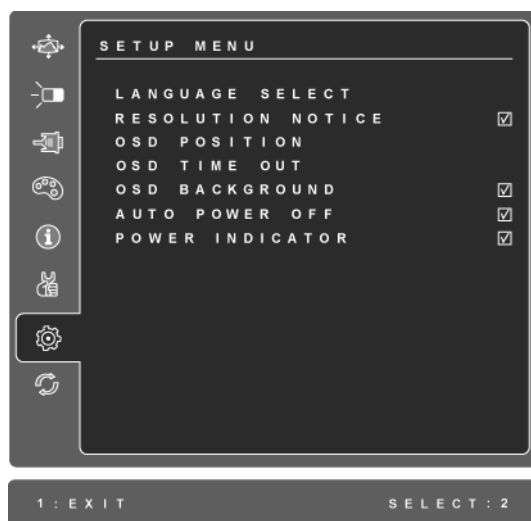 SETUP MENU
LANGUAGE SELECT
RESOLUTION NOTICE
OSD POSITION
OSD TIME OUT
OSD BACKGROUND
AUTO POWER OFF
POWER INDICATOR
1:EXIT SELECT:2